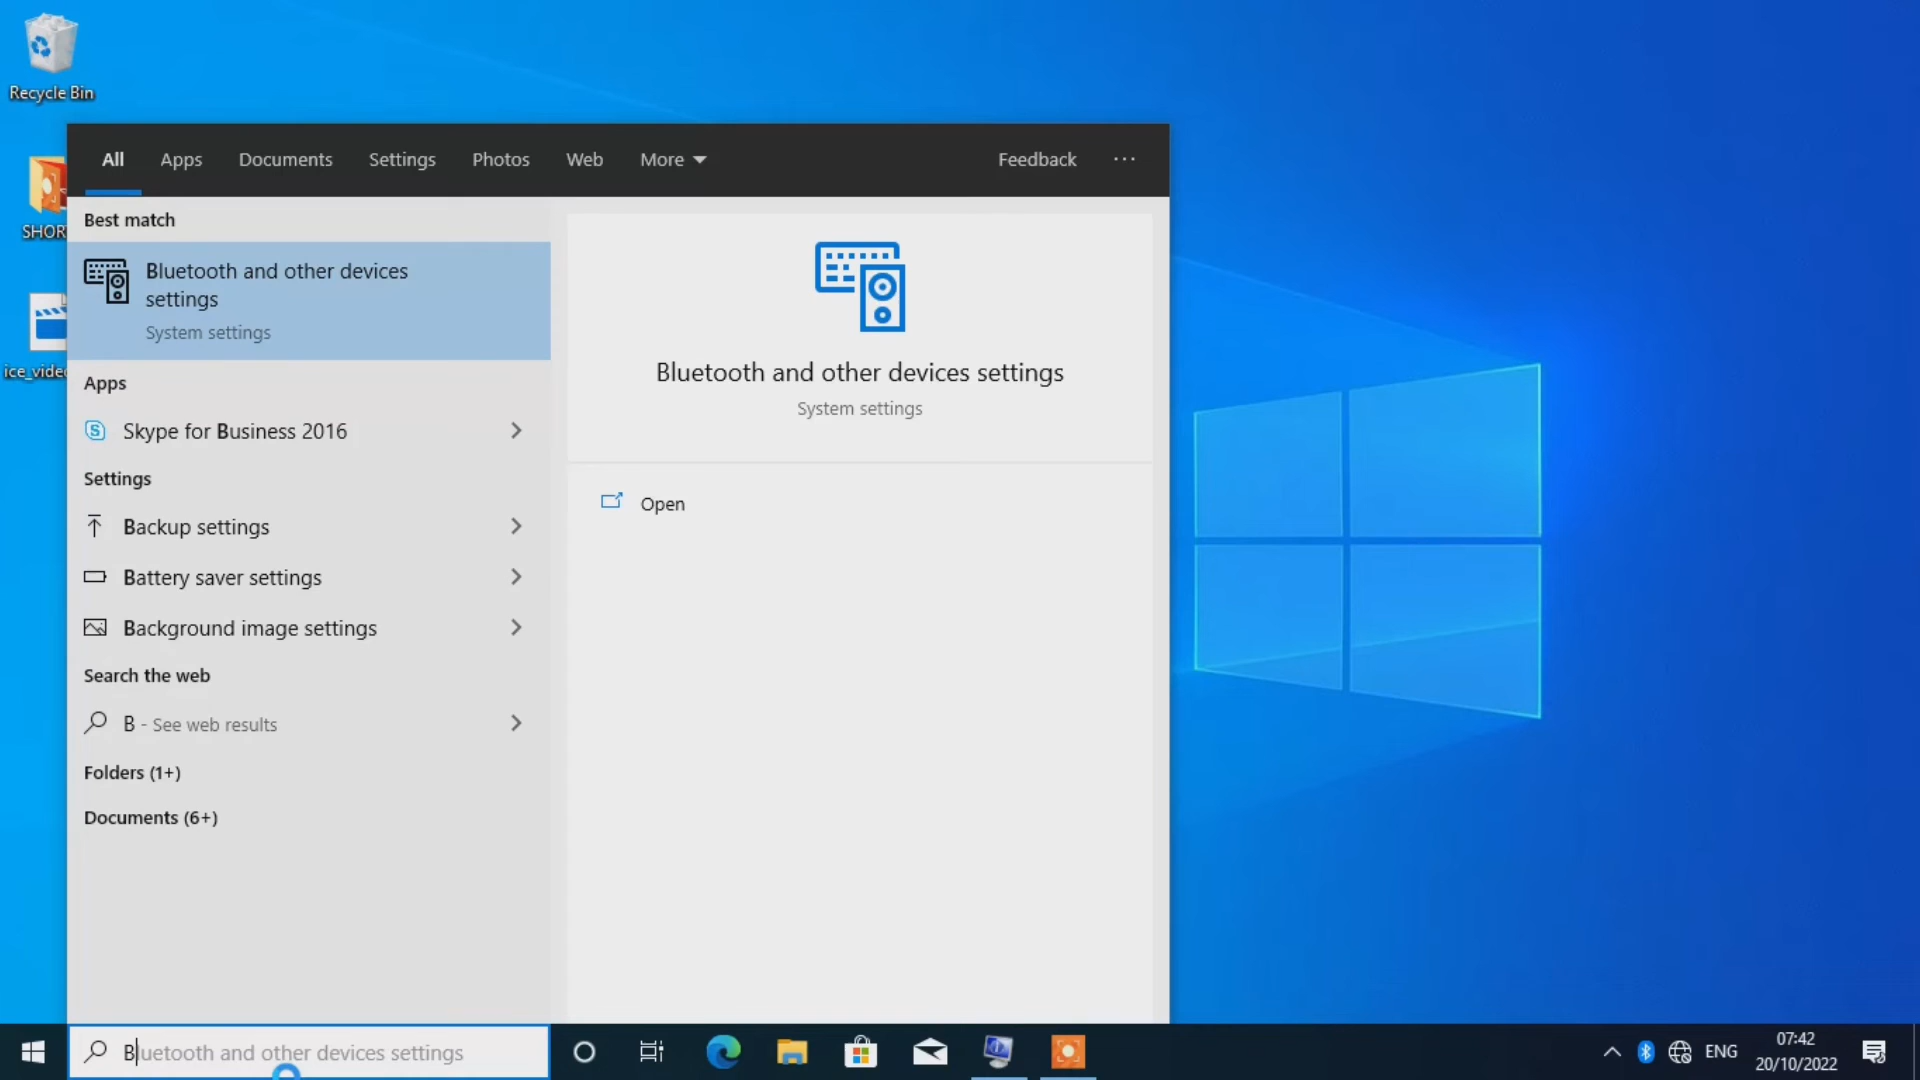 Recycle Bin
SHOR
ice_video
All Apps Documents Settings Photos Web More Feedback ···
Best match
Bluetooth and other devices
settings
System settings
Apps
Skype for Business 2016
Settings
Backup settings
Battery saver settings
Background image settings
Search the web
B - See web results
Folders (1+)
Documents (6+)
Bluetooth and other devices settings
System settings
Open
Bluetooth and other devices settings
ENG
07:42
20/10/2022